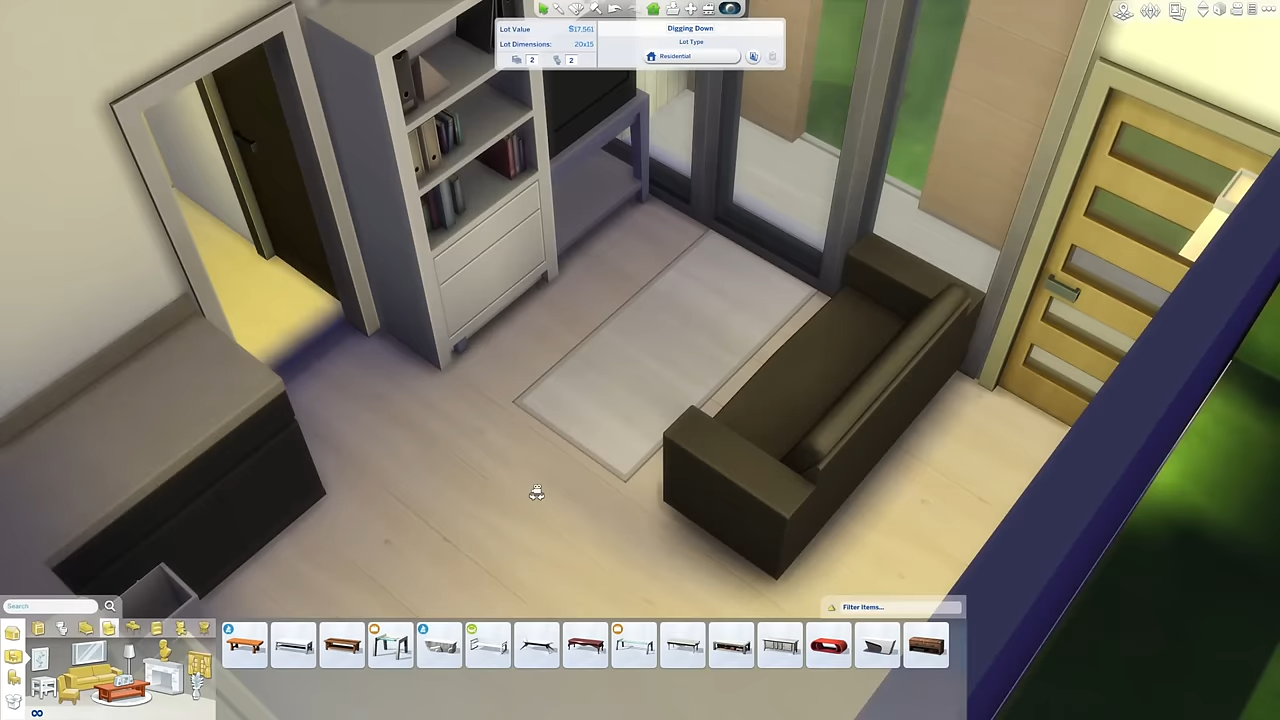 Lot Value
§17,561
Digging Down
Lot Dimensions:
20x15
Lot Type
2
2
Residential
Search
Filter Items...